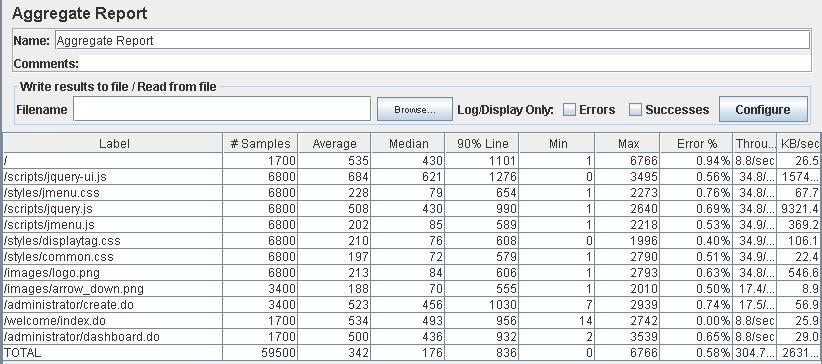 Aggregate Report
Name: Aggregate Report
Comments:
Write results to file / Read from file
Filename Browse... Log/Display Only: Errors Successes Configure
Label # Samples Average Median 90% Line Min Max Error % Throu... KB/sec
/ 1700 535 430 1101 1 6766 0.94% 8.8/sec 26.5
/scripts/jquery-ui.js 6800 684 621 1276 0 3495 0.56% 34.8/... 1574...
/styles/jmenu.css 6800 228 79 654 1 2273 0.76% 34.8/... 67.7
/scripts/jquery.js 6800 508 430 990 1 2640 0.69% 34.8/... 9321.4
/scripts/jmenu.js 6800 202 85 589 1 2218 0.53% 34.9/... 369.2
/styles/displaytag.css 6800 210 76 608 0 1996 0.40% 34.9/... 106.1
/styles/common.css 6800 197 72 579 1 2790 0.51% 34.9/... 22.4
/images/logo.png 6800 213 84 606 1 2793 0.63% 34.8/... 546.6
/images/arrow_down.png 3400 188 70 555 1 2010 0.50% 17.4/... 8.9
/administrator/create.do 3400 523 456 1030 7 2939 0.74% 17.5/... 56.9
/welcome/index.do 1700 534 493 956 14 2742 0.00% 8.8/sec 25.9
/administrator/dashboard.do 1700 500 436 932 2 3539 0.65% 8.8/sec 29.0
TOTAL 59500 342 176 836 0 6766 0.58% 304.7... 2631...